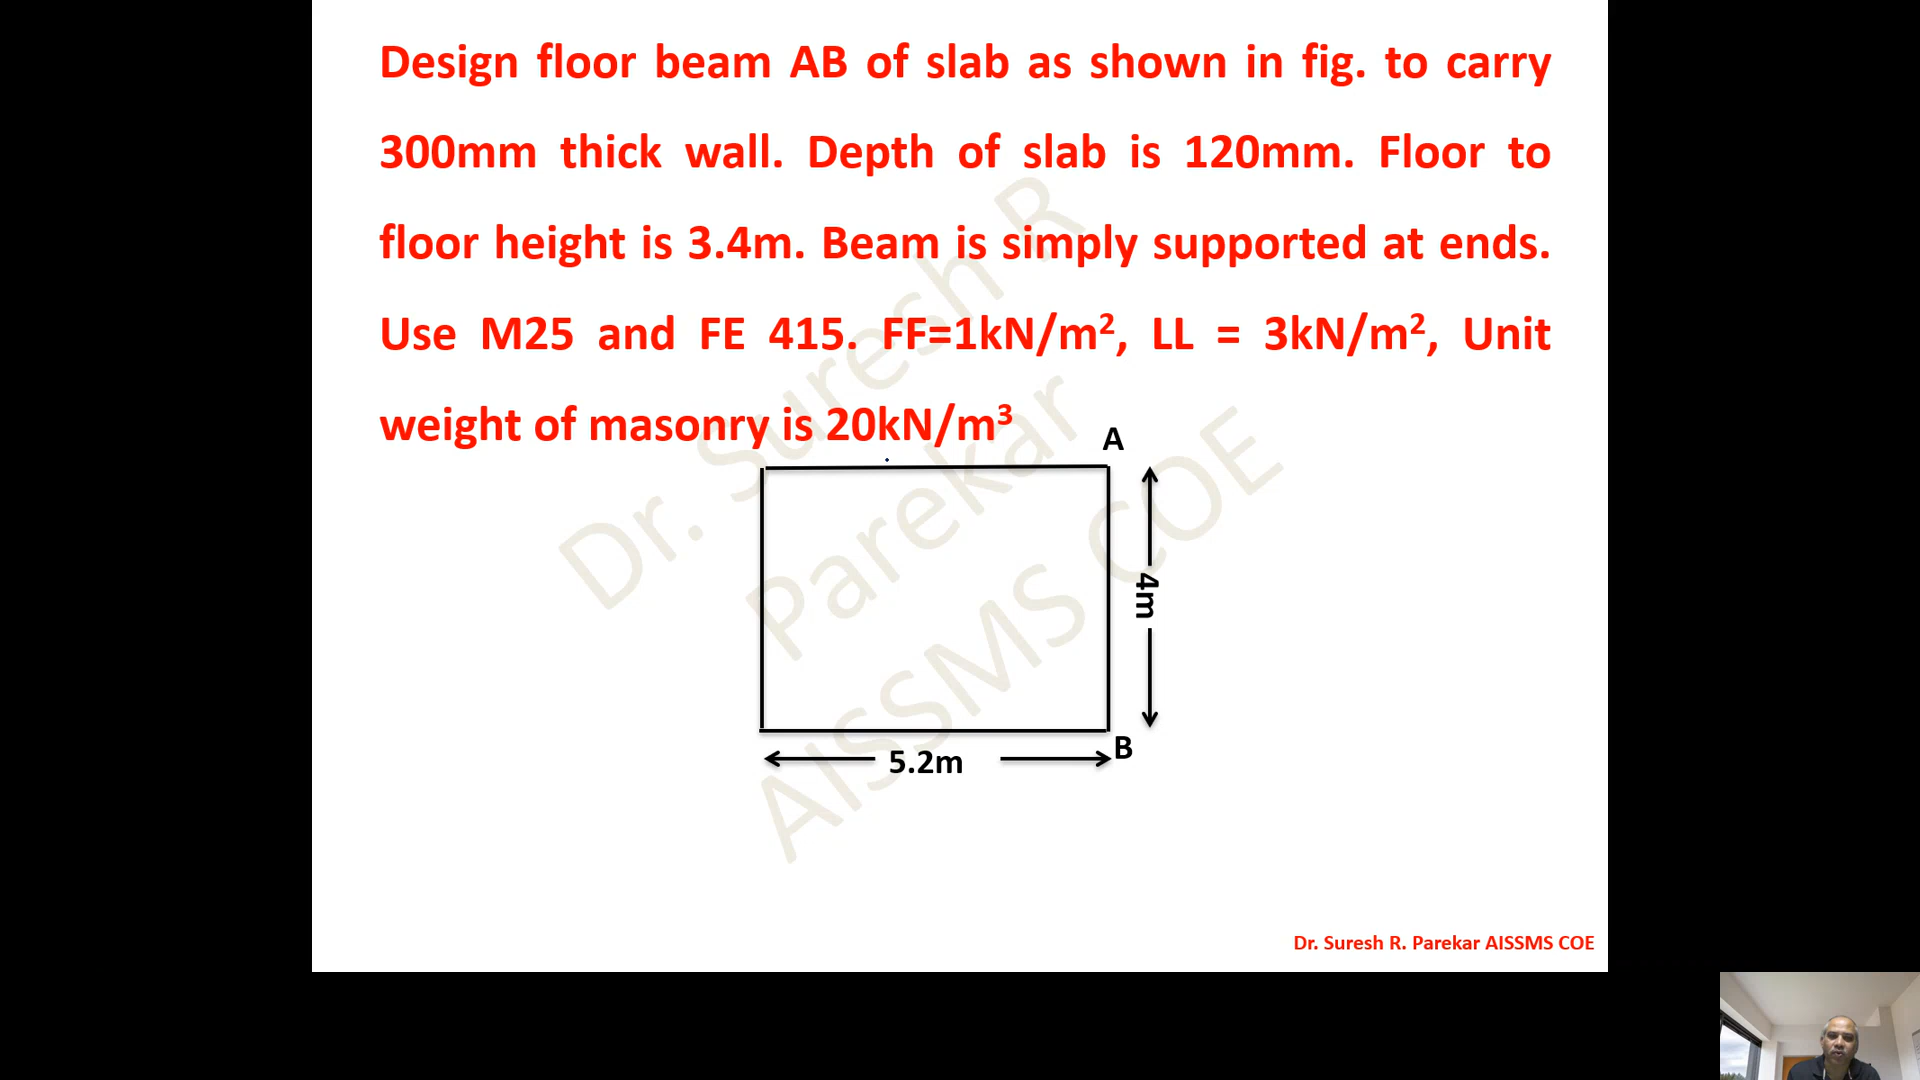 Design floor beam AB of slab as shown in fig. to carry
300mm thick wall. Depth of slab is 120mm. Floor to
floor height is 3.4m. Beam is simply supported at ends.
Use M25 and FE 415. FF=1kN/m², LL = 3kN/m², Unit
weight of masonry is 20kN/m³
A
4m
B
5.2m
Dr. Suresh R
Parekar
AISSMS COE
Dr. Suresh R. Parekar AISSMS COE